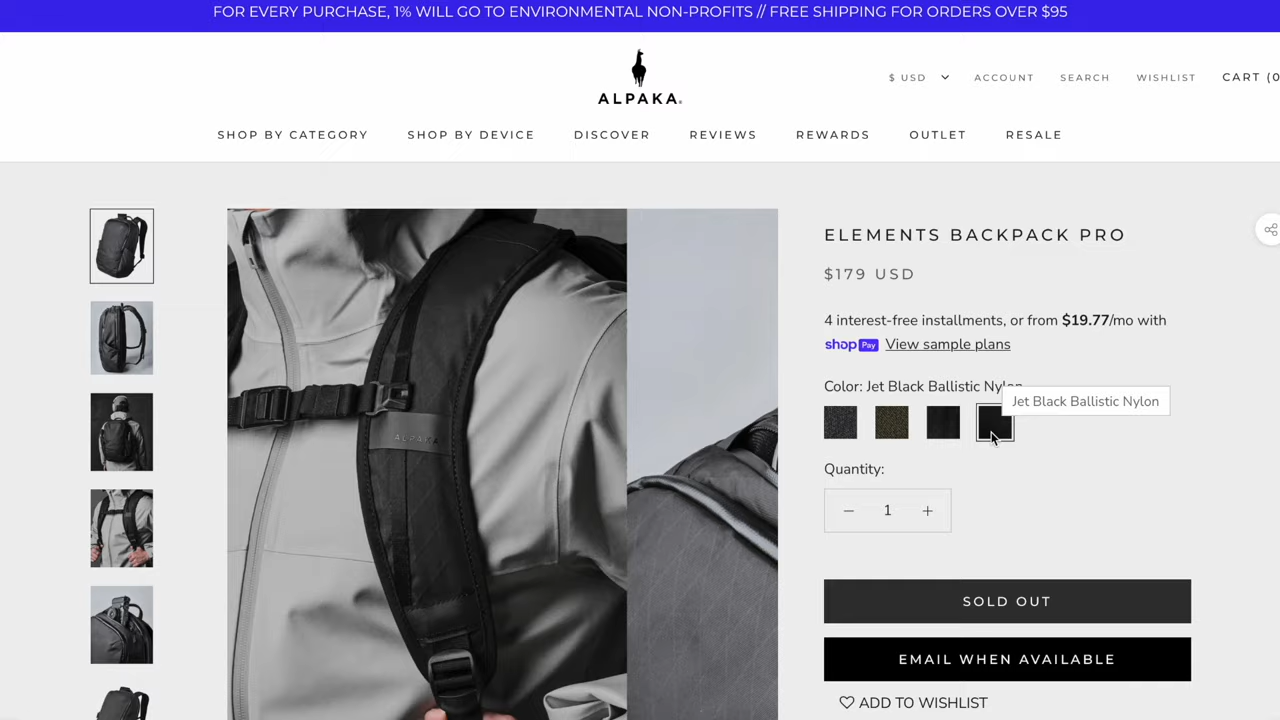 FOR EVERY PURCHASE, 1% WILL GO TO ENVIRONMENTAL NON-PROFITS // FREE SHIPPING FOR ORDERS OVER $95
ALPAKA
$ USD ACCOUNT SEARCH WISHLIST CART (0
SHOP BY CATEGORY SHOP BY DEVICE DISCOVER REVIEWS REWARDS OUTLET RESALE
ELEMENTS BACKPACK PRO
$179 USD
4 interest-free installments, or from $19.77/mo with
shop Pay View sample plans
Color: Jet Black Ballistic Nylon
Jet Black Ballistic Nylon
ALPAKA
Quantity:
1
SOLD OUT
EMAIL WHEN AVAILABLE
ADD TO WISHLIST